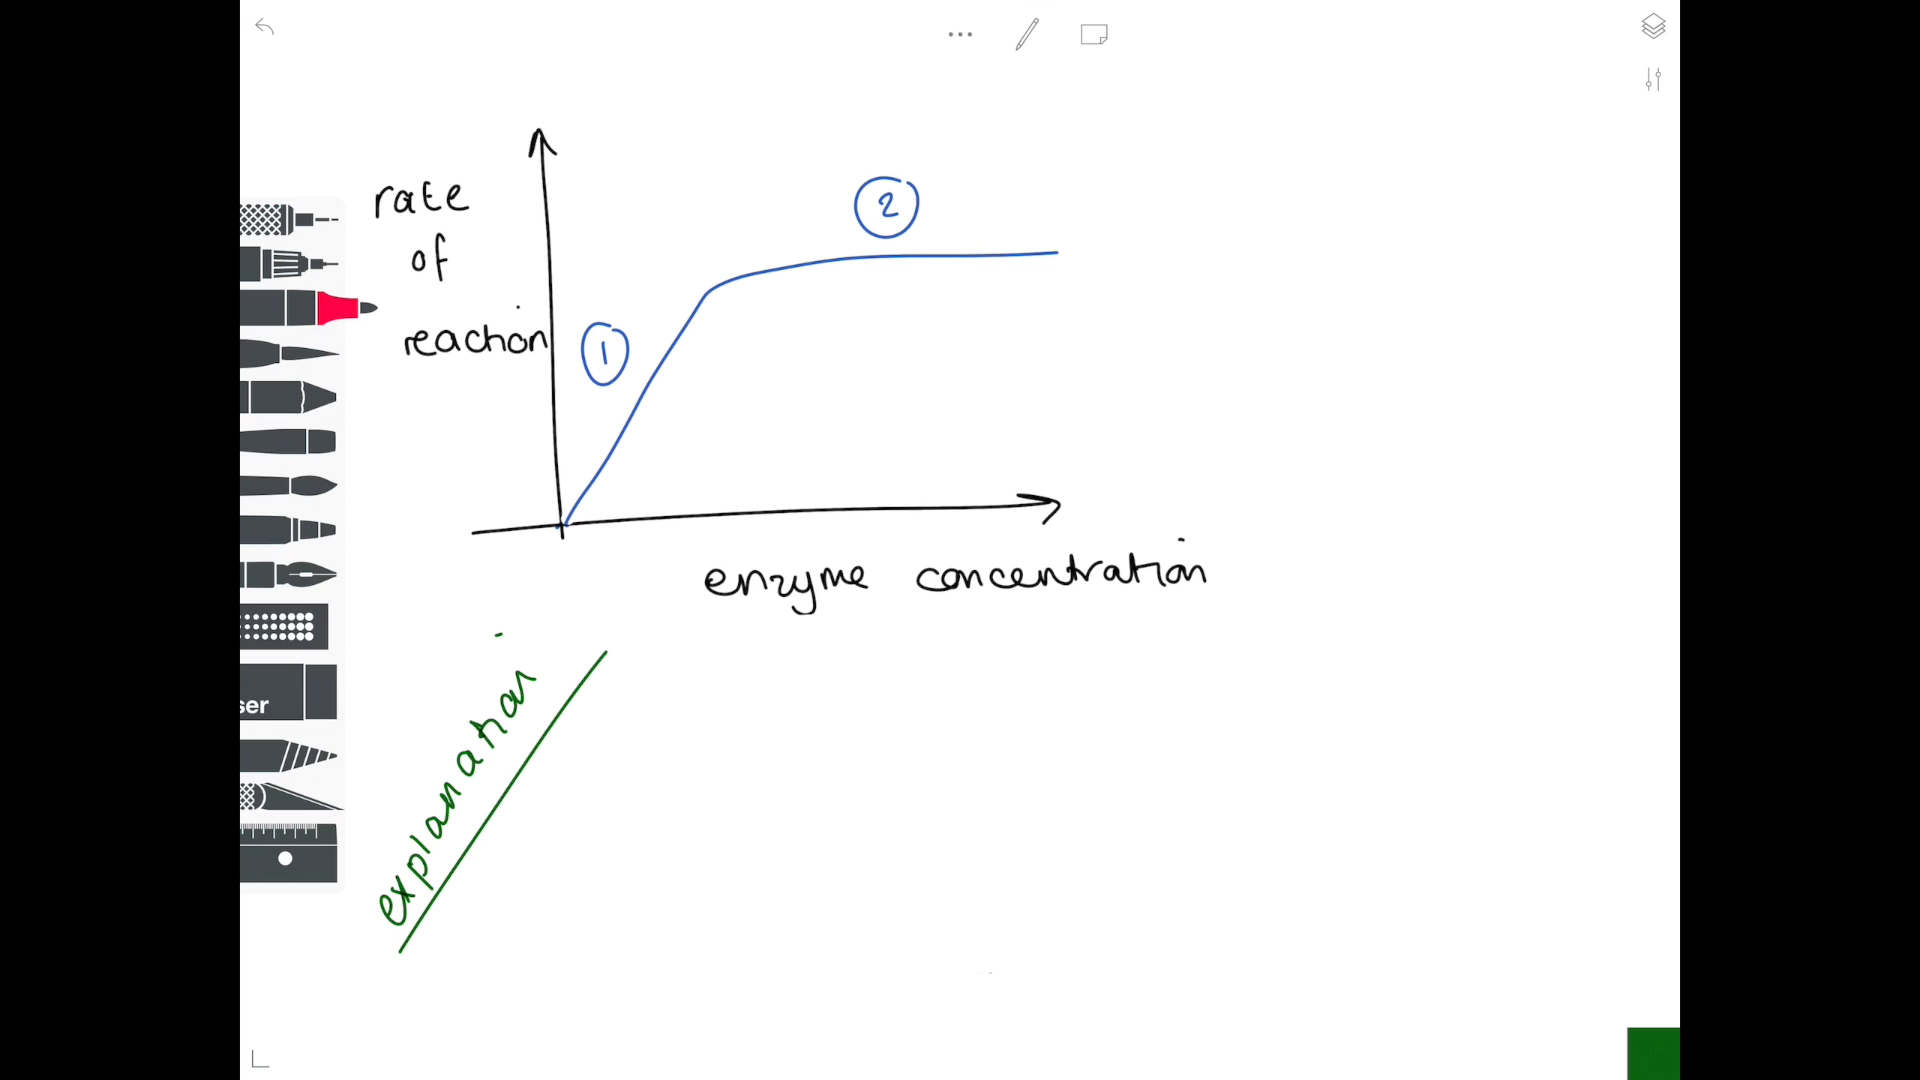 rate
of
reaction
1
2
enzyme concentration
explanation
ser